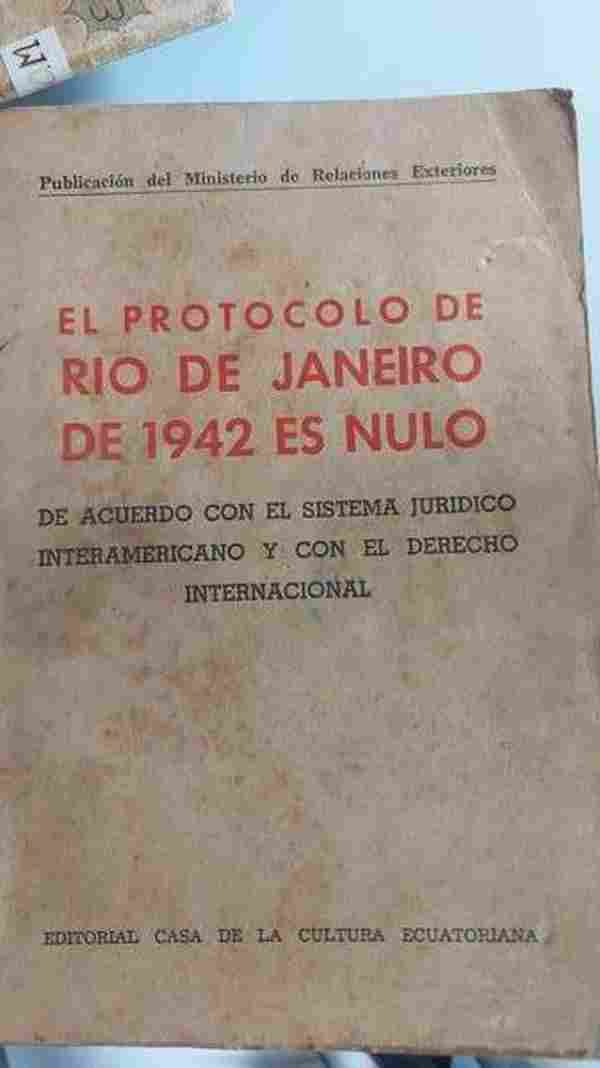 Publicación del Ministerio de Relaciones Exteriores
EL PROTOCOLO DE
RIO DE JANEIRO
DE 1942 ES NULO
DE ACUERDO CON EL SISTEMA JURIDICO
INTERAMERICANO Y CON EL DERECHO
INTERNACIONAL
EDITORIAL CASA DE LA CULTURA ECUATORIANA